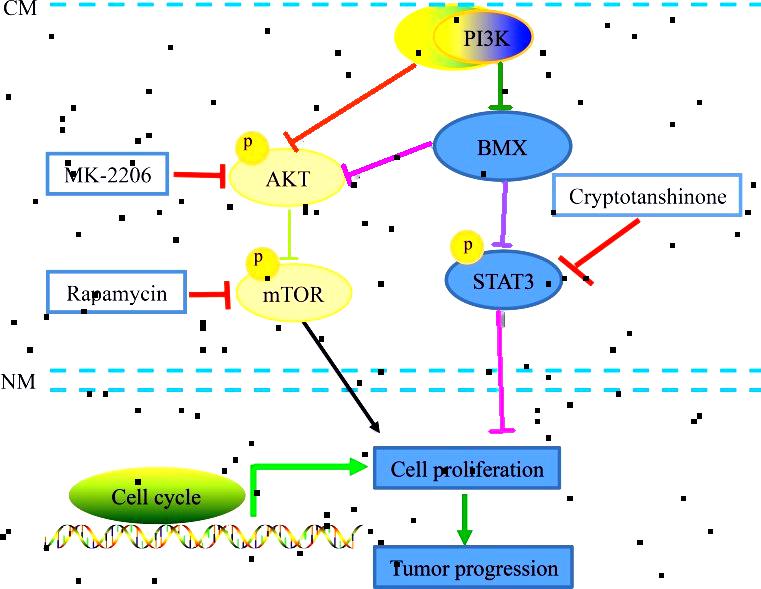 CM
PI3K
p
BMX
MK-2206
AKT
Cryptotanshinone
p
p
STAT3
Rapamycin
mTOR
NM
Cell proliferation
Cell cycle
Tumor progression